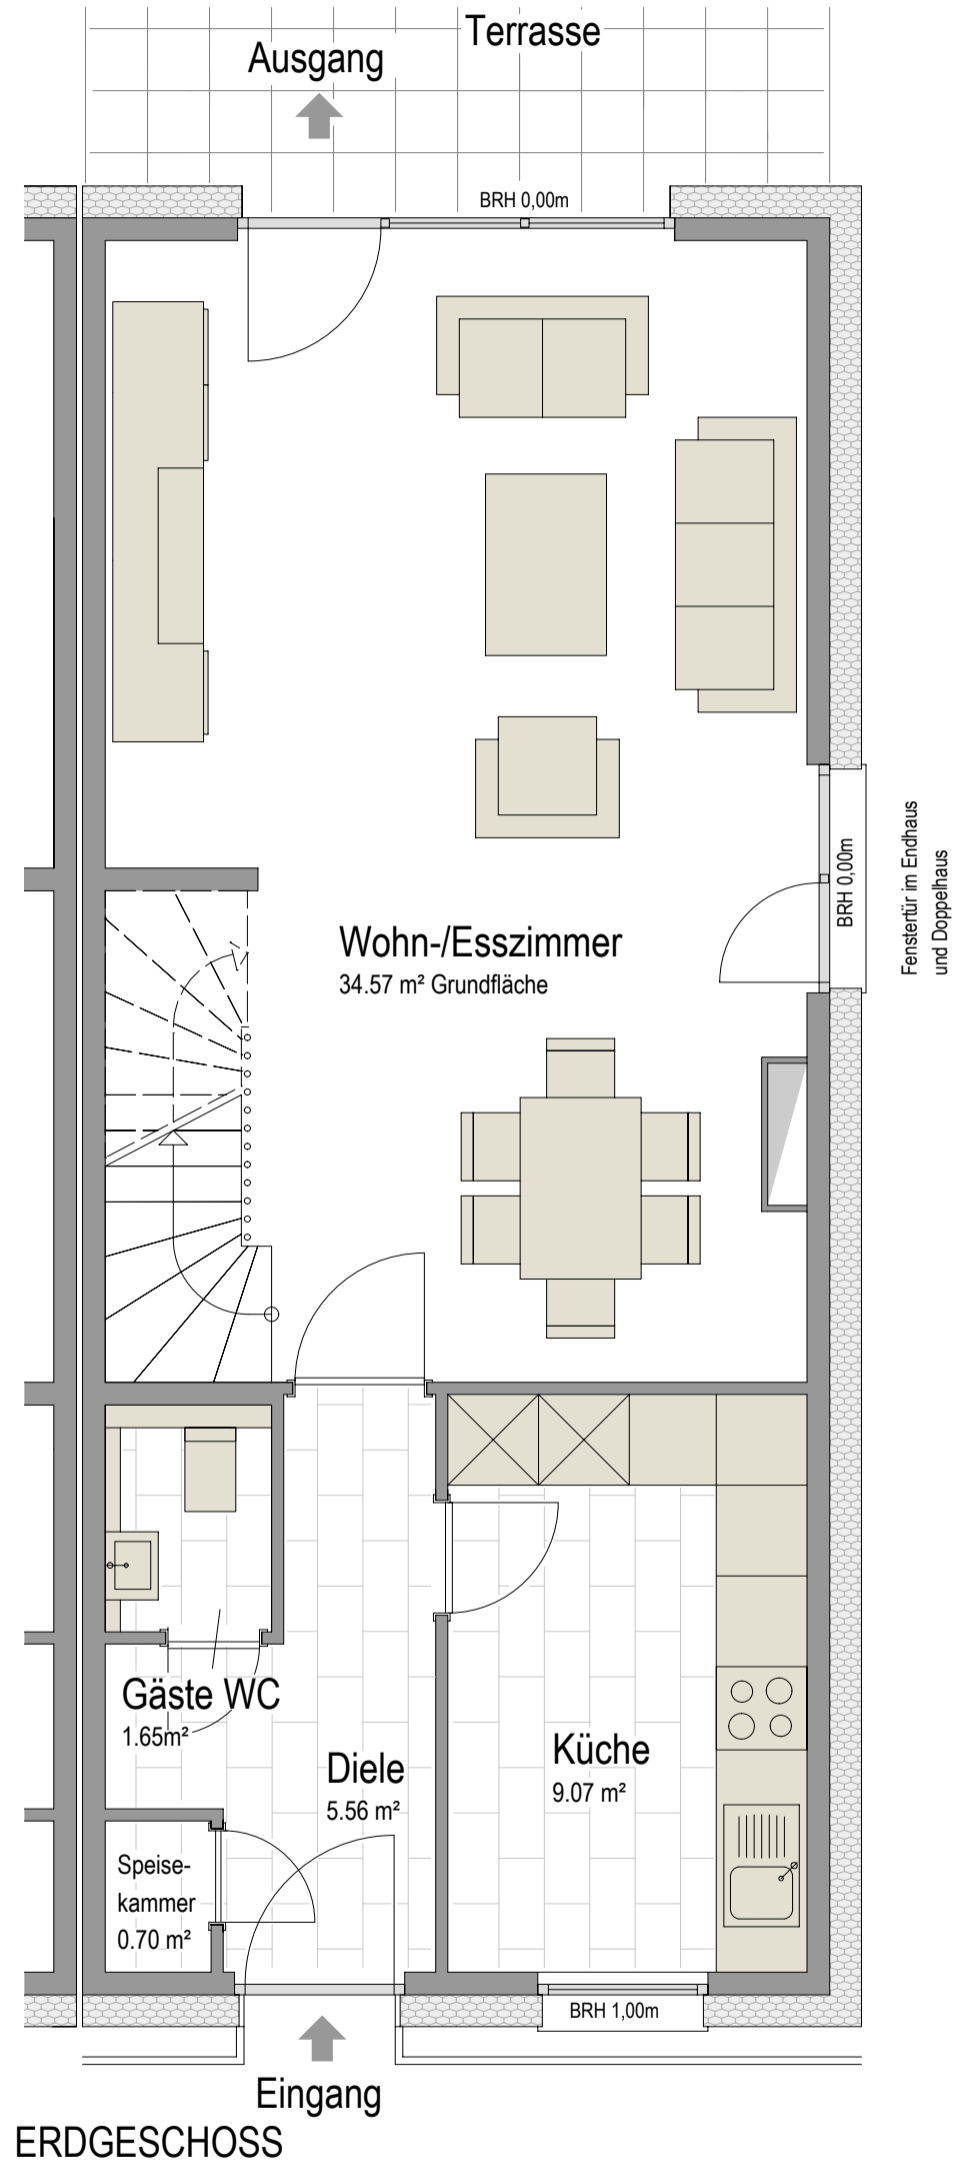 Terrasse
Ausgang
BRH 0,00m
BRH 0,00m
Fenstertür im Endhaus
und Doppelhaus
Wohn-/Esszimmer
34.57 m² Grundfläche
Gäste WC
1.65m²
Diele
5.56 m²
Küche
9.07 m²
Speise-
kammer
0.70 m²
BRH 1,00m
Eingang
ERDGESCHOSS